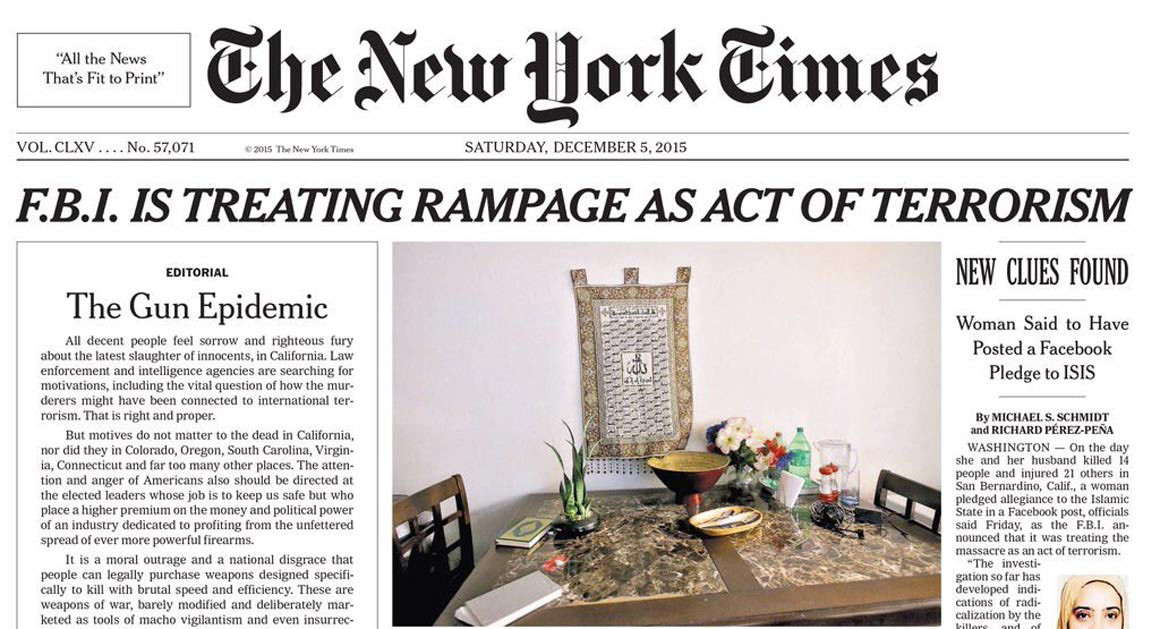 “All the News
That’s Fit to Print”
The New York Times
VOL. CLXV . . . . No. 57,071
© 2015 The New York Times
SATURDAY, DECEMBER 5, 2015
F.B.I. IS TREATING RAMPAGE AS ACT OF TERRORISM
EDITORIAL
The Gun Epidemic
All decent people feel sorrow and righteous fury
about the latest slaughter of innocents, in California. Law
enforcement and intelligence agencies are searching for
motivations, including the vital question of how the mur-
derers might have been connected to international ter-
rorism. That is right and proper.
But motives do not matter to the dead in California,
nor did they in Colorado, Oregon, South Carolina, Virgin-
ia, Connecticut and far too many other places. The atten-
tion and anger of Americans also should be directed at
the elected leaders whose job is to keep us safe but who
place a higher premium on the money and political power
of an industry dedicated to profiting from the unfettered
spread of ever more powerful firearms.
It is a moral outrage and a national disgrace that
people can legally purchase weapons designed specifi-
cally to kill with brutal speed and efficiency. These are
weapons of war, barely modified and deliberately mar-
keted as tools of macho vigilantism and even insurrec-
NEW CLUES FOUND
Woman Said to Have
Posted a Facebook
Pledge to ISIS
By MICHAEL S. SCHMIDT
and RICHARD PÉREZ-PEÑA
WASHINGTON — On the day
she and her husband killed 14
people and injured 21 others in
San Bernardino, Calif., a woman
pledged allegiance to the Islamic
State in a Facebook post, officials
said Friday, as the F.B.I. an-
nounced that it was treating the
massacre as an act of terrorism.
“The investi-
gation so far has
developed indi-
cations of radi-
calization by the
killers, and of